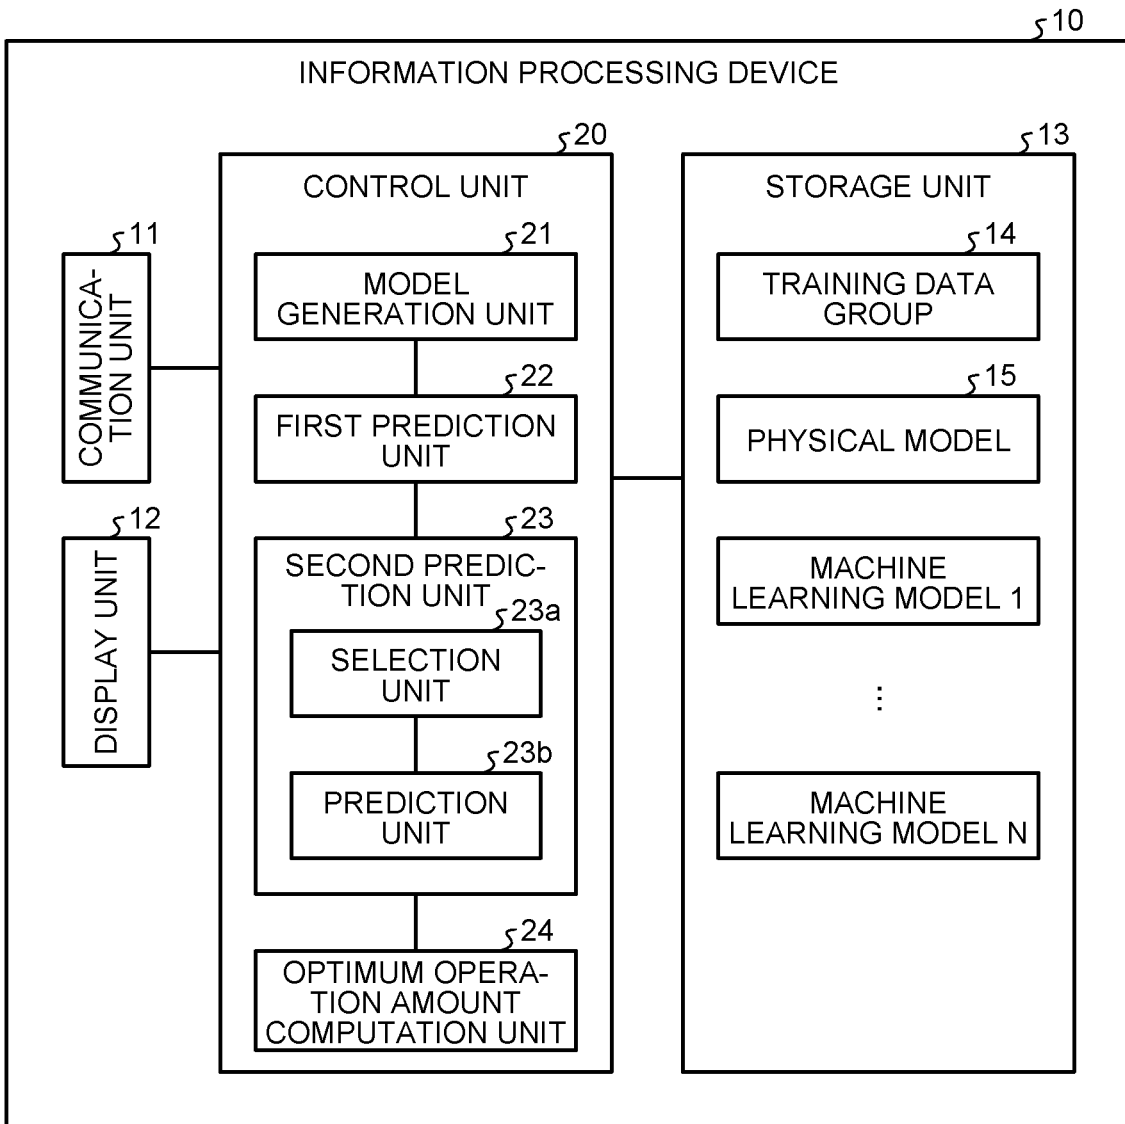 10
INFORMATION PROCESSING DEVICE
20
CONTROL UNIT
13
STORAGE UNIT
11
COMMUNICA-
TION UNIT
12
DISPLAY UNIT
21
MODEL
GENERATION UNIT
22
FIRST PREDICTION
UNIT
23
SECOND PREDIC-
TION UNIT
23a
SELECTION
UNIT
23b
PREDICTION
UNIT
24
OPTIMUM OPERA-
TION AMOUNT
COMPUTATION UNIT
14
TRAINING DATA
GROUP
15
PHYSICAL MODEL
MACHINE
LEARNING MODEL 1
...
MACHINE
LEARNING MODEL N